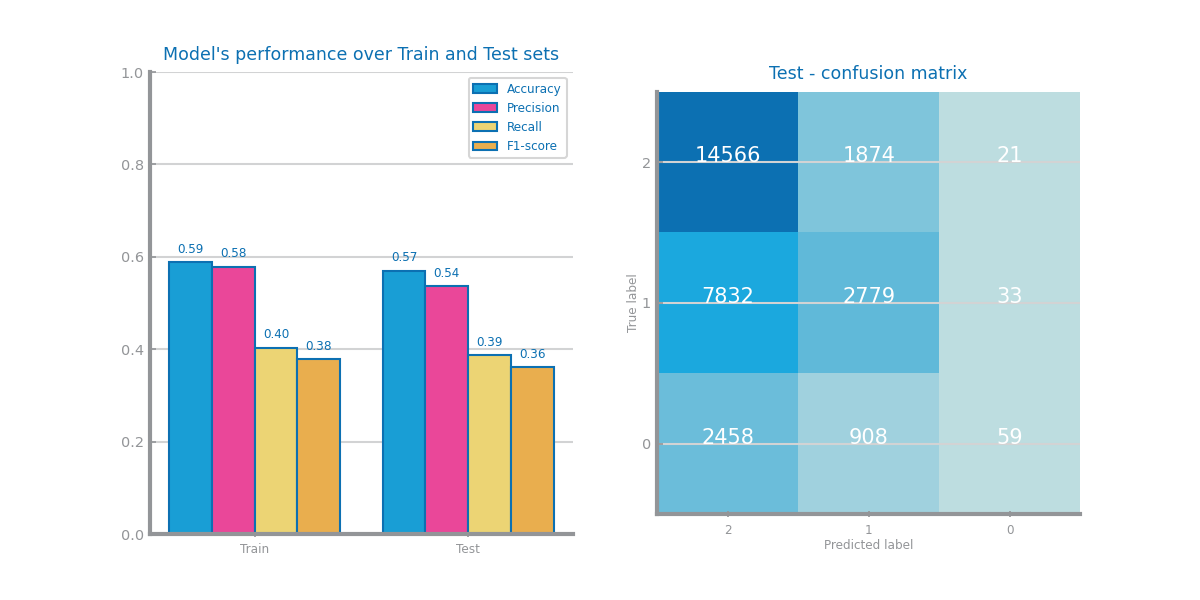 Model's performance over Train and Test sets
1.0
0.8
0.6
0.4
0.2
0.0
Accuracy
Precision
Recall
F1-score
0.59
0.58
0.40
0.38
0.57
0.54
0.39
0.36
Train
Test
Test - confusion matrix
True label
2
14566
1874
21
1
7832
2779
33
0
2458
908
59
2
1
0
Predicted label